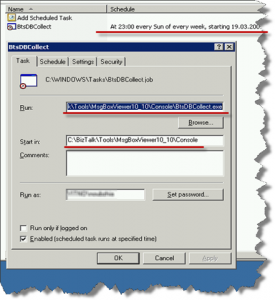 Name
Schedule
Add Scheduled Task
BtsDBCollect
At 23:00 every Sun of every week, starting 19.03.200
BtsDBCollect
Task
Schedule
Settings
Security
C:\WINDOWS\Tasks\BtsDBCollect.job
Run:
\Tools\MsgBoxViewer10_10\Console\BtsDBCollect.exe
Browse...
Start in:
C:\BizTalk\Tools\MsgBoxViewer10_10\Console
Comments:
Run as:
Set password...
Run only if logged on
Enabled (scheduled task runs at specified time)
OK
Cancel
Apply